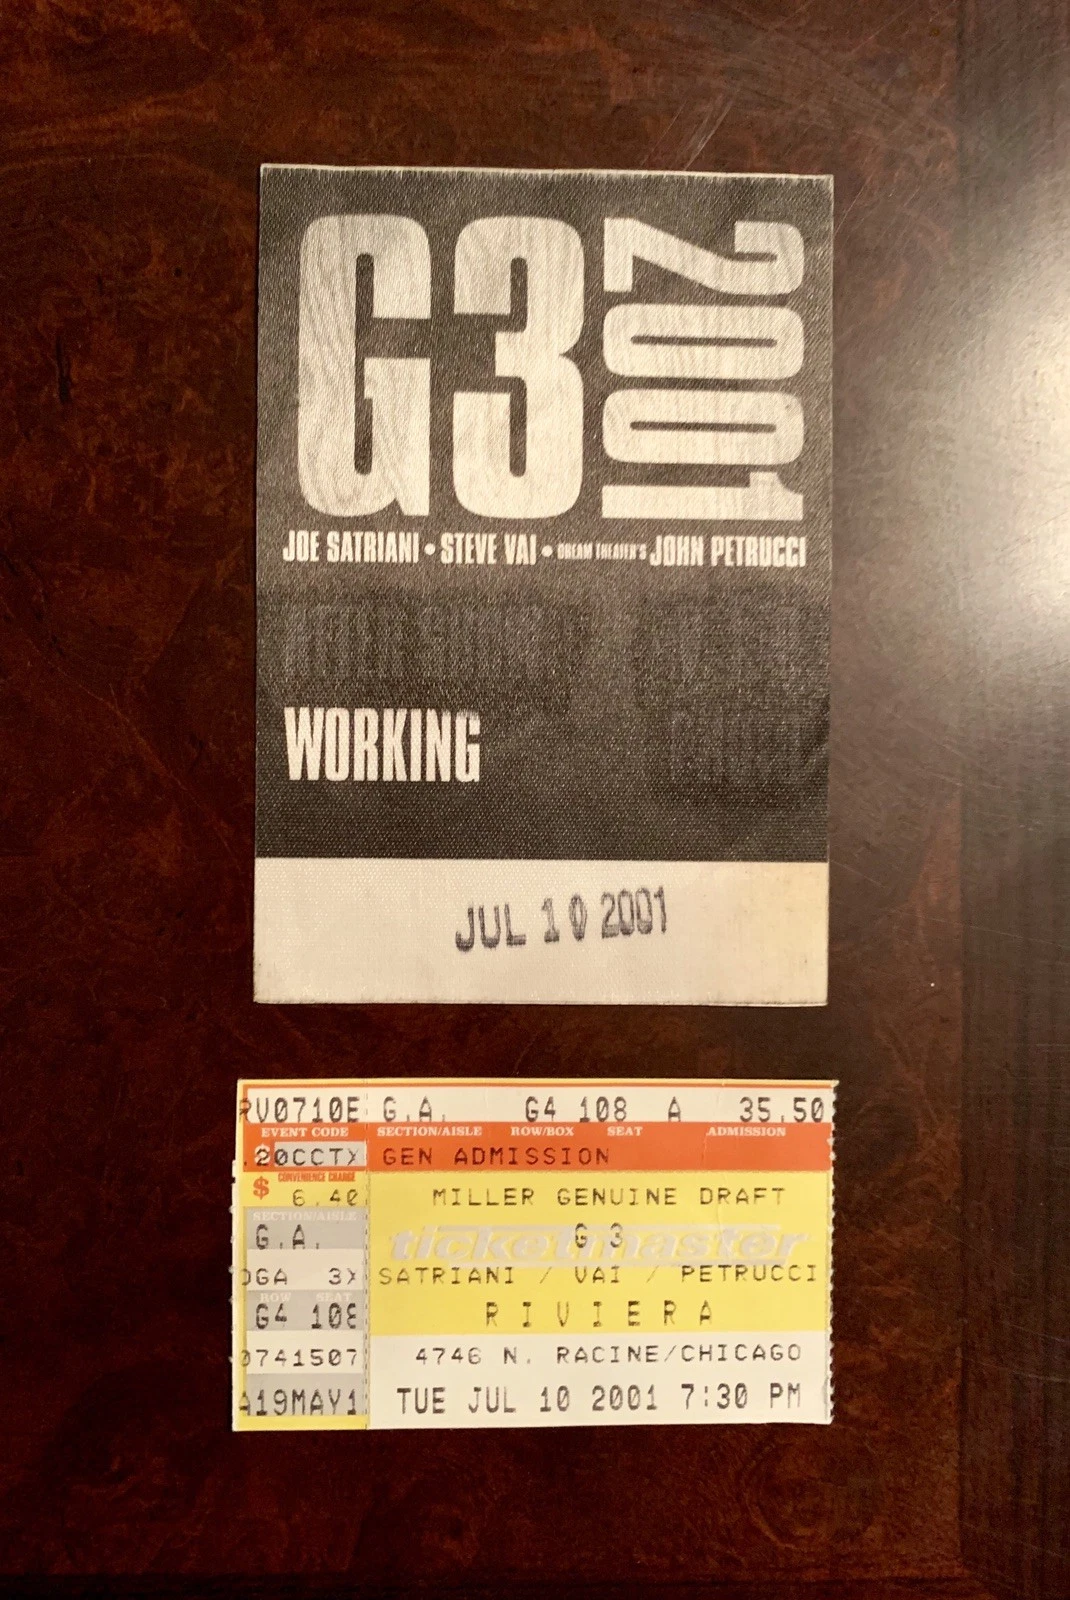 G3 2001
JOE SATRIANI • STEVE VAI • DREAM THEATER'S JOHN PETRUCCI
WORKING
JUL 10 2001
RV0710E G.A. G4 108 A 35.50
EVENT CODE SECTION/AISLE ROW/BOX SEAT ADMISSION
$ 20CCTX GEN ADMISSION
$ CONVENIENCE CHARGE
6.40 MILLER GENUINE DRAFT
SECTION/AISLE
ticketmaster
G.A. G 3
3X SATRIANI / VAI / PETRUCCI
ROW SEAT
G4 108 RIVIERA
0741507 4746 N. RACINE/CHICAGO
A19MAY1 TUE JUL 10 2001 7:30 PM